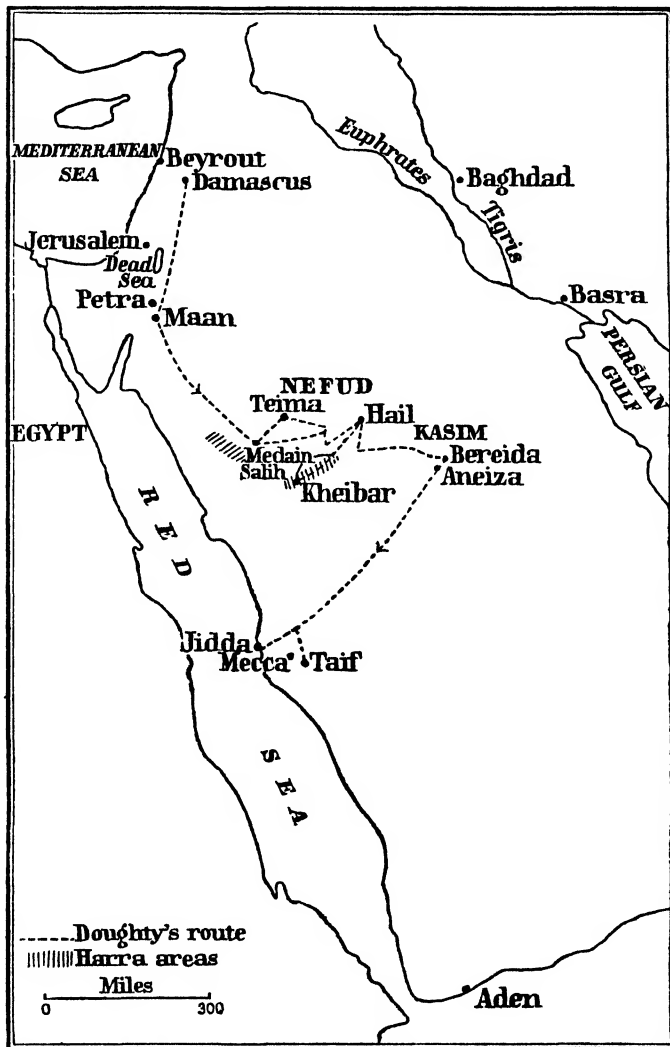 MEDITERRANEAN
SEA
Beyrout
Damascus
Euphrates
Tigris
Baghdad
Jerusalem
Dead
Sea
Petra
Maan
Basra
PERSIAN
GULF
EGYPT
NEFUD
Teima
Hail
KASIM
Medain
Salih
Bereida
Aneiza
Kheibar
RED
SEA
Jidda
Mecca
Taif
Doughty's route
Harra areas
Miles
0 300
Aden